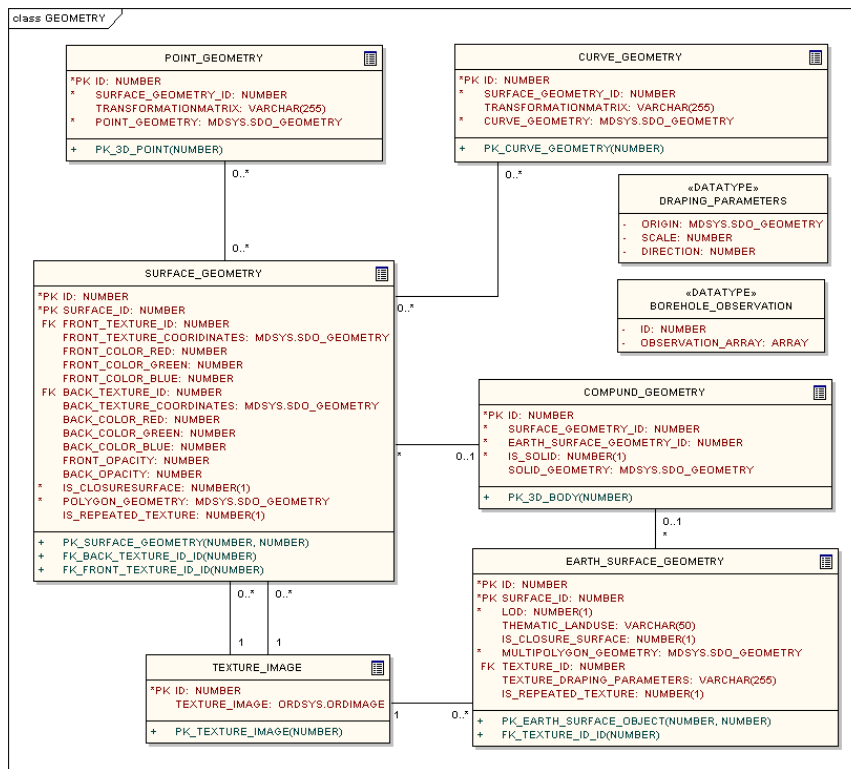 class GEOMETRY
POINT_GEOMETRY
*PK ID: NUMBER
* SURFACE_GEOMETRY_ID: NUMBER
TRANSFORMATIONMATRIX: VARCHAR(255)
* POINT_GEOMETRY: MDSYS.SDO_GEOMETRY
+ PK_3D_POINT(NUMBER)
CURVE_GEOMETRY
*PK ID: NUMBER
* SURFACE_GEOMETRY_ID: NUMBER
TRANSFORMATIONMATRIX: VARCHAR(255)
* CURVE_GEOMETRY: MDSYS.SDO_GEOMETRY
+ PK_CURVE_GEOMETRY(NUMBER)
0..*
0..*
0..*
0..*
«DATATYPE»
DRAPING_PARAMETERS
- ORIGIN: MDSYS.SDO_GEOMETRY
- SCALE: NUMBER
- DIRECTION: NUMBER
«DATATYPE»
BOREHOLE_OBSERVATION
- ID: NUMBER
- OBSERVATION_ARRAY: ARRAY
SURFACE_GEOMETRY
*PK ID: NUMBER
*PK SURFACE_ID: NUMBER
FK FRONT_TEXTURE_ID: NUMBER
FRONT_TEXTURE_COORIDINATES: MDSYS.SDO_GEOMETRY
FRONT_COLOR_RED: NUMBER
FRONT_COLOR_GREEN: NUMBER
FRONT_COLOR_BLUE: NUMBER
FK BACK_TEXTURE_ID: NUMBER
BACK_TEXTURE_COORDINATES: MDSYS.SDO_GEOMETRY
BACK_COLOR_RED: NUMBER
BACK_COLOR_GREEN: NUMBER
BACK_COLOR_BLUE: NUMBER
FRONT_OPACITY: NUMBER
BACK_OPACITY: NUMBER
* IS_CLOSURESURFACE: NUMBER(1)
* POLYGON_GEOMETRY: MDSYS.SDO_GEOMETRY
IS_REPEATED_TEXTURE: NUMBER(1)
+ PK_SURFACE_GEOMETRY(NUMBER, NUMBER)
+ FK_BACK_TEXTURE_ID_ID(NUMBER)
+ FK_FRONT_TEXTURE_ID_ID(NUMBER)
*
0..1
COMPUND_GEOMETRY
*PK ID: NUMBER
* SURFACE_GEOMETRY_ID: NUMBER
* EARTH_SURFACE_GEOMETRY_ID: NUMBER
* IS_SOLID: NUMBER(1)
SOLID_GEOMETRY: MDSYS.SDO_GEOMETRY
+ PK_3D_BODY(NUMBER)
0..1
*
EARTH_SURFACE_GEOMETRY
*PK ID: NUMBER
*PK SURFACE_ID: NUMBER
* LOD: NUMBER(1)
THEMATIC_LANDUSE: VARCHAR(50)
IS_CLOSURE_SURFACE: NUMBER(1)
* MULTIPOLYGON_GEOMETRY: MDSYS.SDO_GEOMETRY
FK TEXTURE_ID: NUMBER
TEXTURE_DRAPING_PARAMETERS: VARCHAR(255)
IS_REPEATED_TEXTURE: NUMBER(1)
+ PK_EARTH_SURFACE_OBJECT(NUMBER, NUMBER)
+ FK_TEXTURE_ID_ID(NUMBER)
0..* 0..*
1 1
TEXTURE_IMAGE
*PK ID: NUMBER
TEXTURE_IMAGE: ORDSYS.ORDIMAGE
+ PK_TEXTURE_IMAGE(NUMBER)
1
0..*